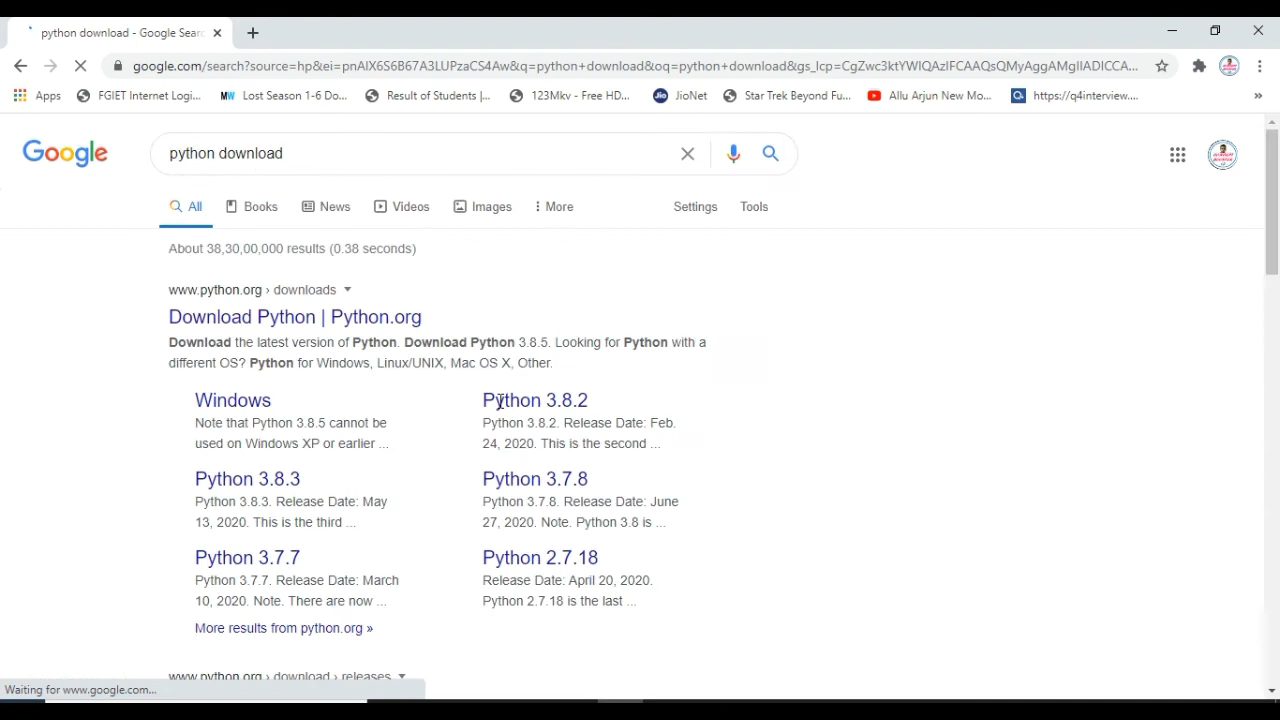 python download - Google Searc
google.com/search?source=hp&ei=pnAIX6S6B67A3LUPzaCS4Aw&q=python+download&oq=python+download&gs_lcp=CgZwc3ktYWIQAzIFCAAQsQMyAggAMgIIADICCA...
Apps FGIET Internet Logi... Lost Season 1-6 Do... Result of Students |... 123Mkv - Free HD... JioNet Star Trek Beyond Fu... Allu Arjun New Mo... https://q4interview....
Google python download
All Books News Videos Images More Settings Tools
About 38,30,00,000 results (0.38 seconds)
www.python.org › downloads
Download Python | Python.org
Download the latest version of Python. Download Python 3.8.5. Looking for Python with a
different OS? Python for Windows, Linux/UNIX, Mac OS X, Other.
Windows
Note that Python 3.8.5 cannot be
used on Windows XP or earlier ...
Python 3.8.2
Python 3.8.2. Release Date: Feb.
24, 2020. This is the second ...
Python 3.8.3
Python 3.8.3. Release Date: May
13, 2020. This is the third ...
Python 3.7.8
Python 3.7.8. Release Date: June
27, 2020. Note. Python 3.8 is ...
Python 3.7.7
Python 3.7.7. Release Date: March
10, 2020. Note. There are now ...
Python 2.7.18
Release Date: April 20, 2020.
Python 2.7.18 is the last ...
More results from python.org »
www.python.org › download › releases
Waiting for www.google.com...